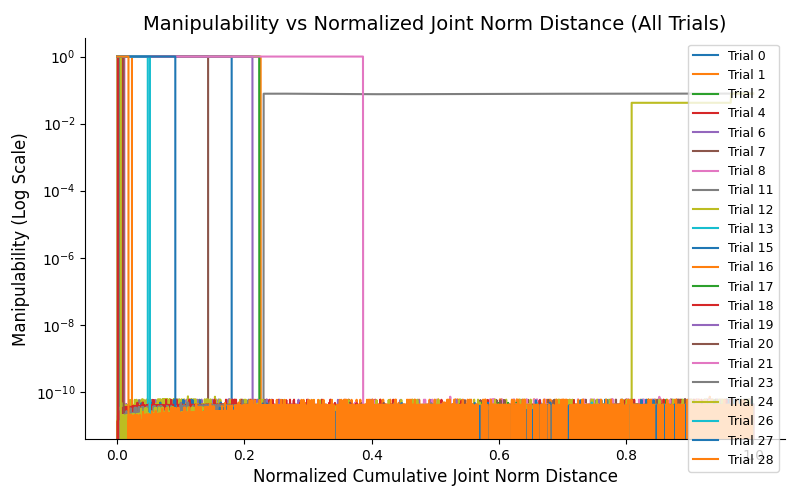 Manipulability vs Normalized Joint Norm Distance (All Trials)
Manipulability (Log Scale)
10⁰
10⁻²
10⁻⁴
10⁻⁶
10⁻⁸
10⁻¹⁰
0.0
0.2
0.4
0.6
0.8
1.0
Normalized Cumulative Joint Norm Distance
Trial 0
Trial 1
Trial 2
Trial 4
Trial 6
Trial 7
Trial 8
Trial 11
Trial 12
Trial 13
Trial 15
Trial 16
Trial 17
Trial 18
Trial 19
Trial 20
Trial 21
Trial 23
Trial 24
Trial 26
Trial 27
Trial 28